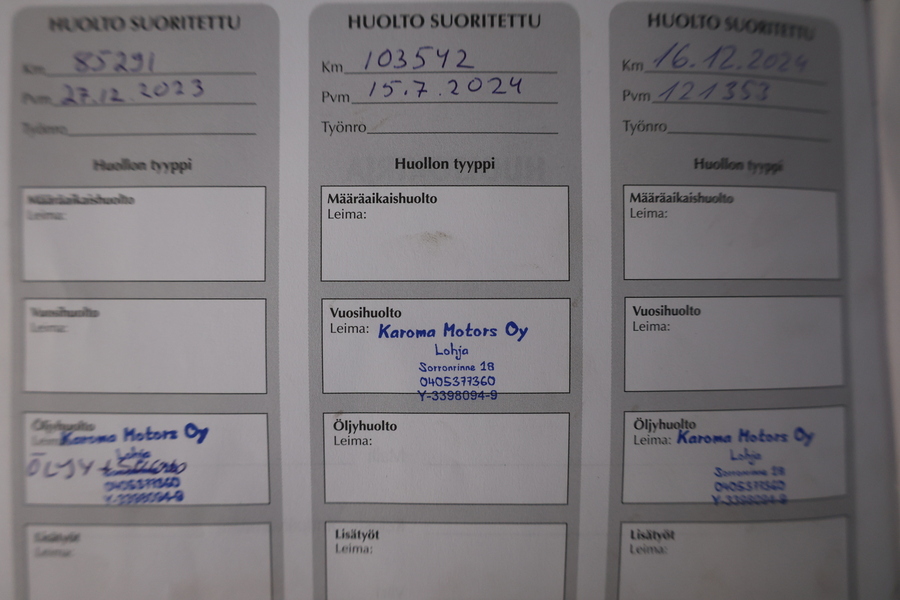 HUOLTO SUORITETTU
Km 85291
Pvm 27.12.2023
Työnro
Huollon tyyppi
Määräaikaishuolto
Leima:
Vuosihuolto
Leima:
Öljyhuolto
Leima: Karoma Motors Oy
Lohja
ÖLJY
0405377360
Y-3398094-9
Lisätyöt
Leima:
HUOLTO SUORITETTU
Km 103542
Pvm 15.7.2024
Työnro
Huollon tyyppi
Määräaikaishuolto
Leima:
Vuosihuolto
Leima: Karoma Motors Oy
Lohja
Sorronrinne 18
0405377360
Y-3398094-9
Öljyhuolto
Leima:
Lisätyöt
Leima:
HUOLTO SUORITETTU
Km 16.12.2024
Pvm 121353
Työnro
Huollon tyyppi
Määräaikaishuolto
Leima:
Vuosihuolto
Leima:
Öljyhuolto
Leima: Karoma Motors Oy
Lohja
Sorronrinne 18
0405377360
Y-3398094-9
Lisätyöt
Leima: